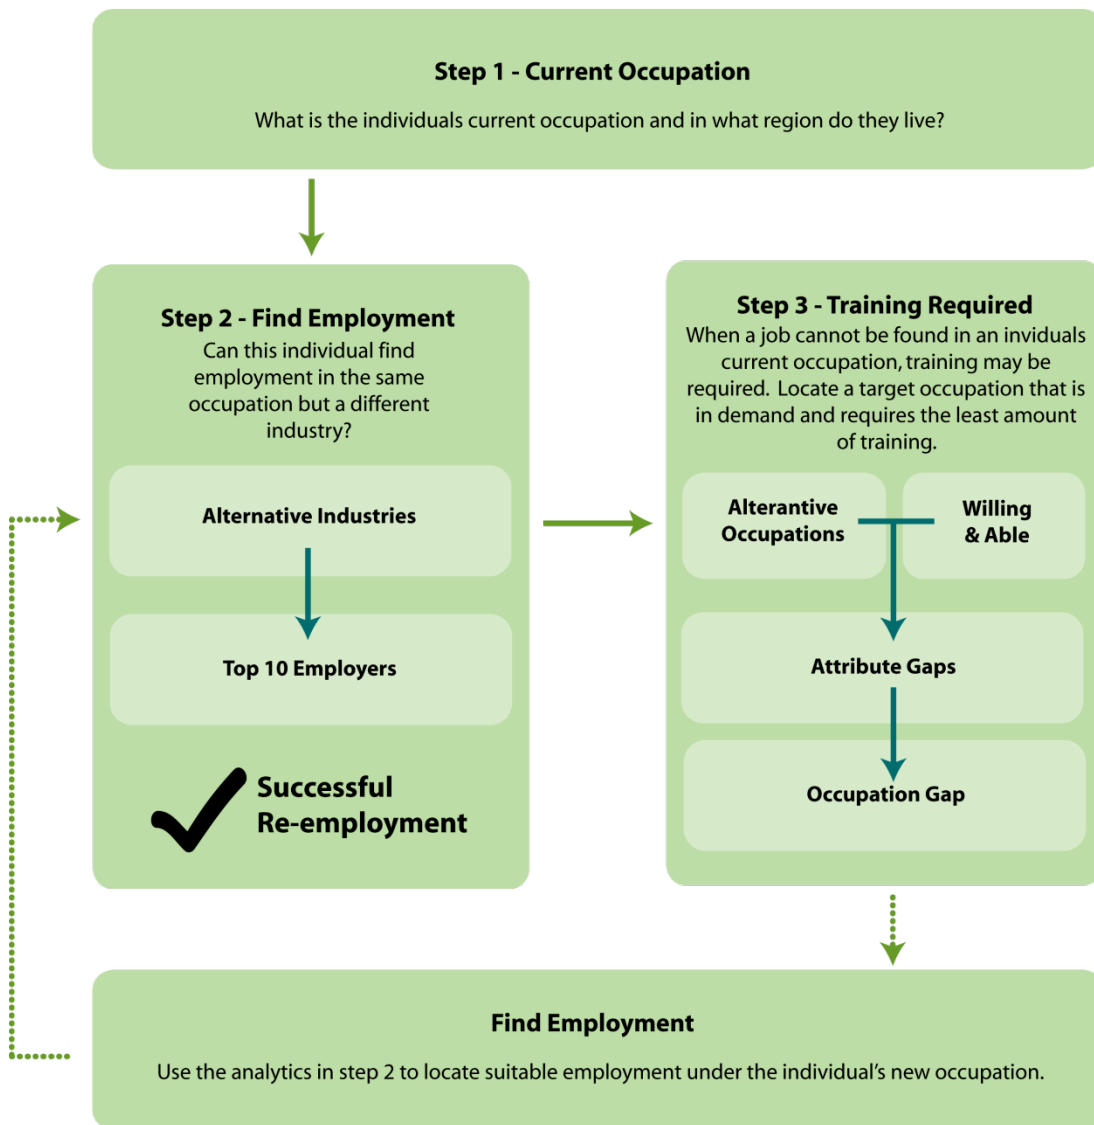 Step 1 - Current Occupation
What is the individuals current occupation and in what region do they live?
Step 2 - Find Employment
Can this individual find
employment in the same
occupation but a different
industry?
Alternative Industries
Top 10 Employers
Successful
Re-employment
Step 3 - Training Required
When a job cannot be found in an inviduals
current occupation, training may be
required. Locate a target occupation that is
in demand and requires the least amount
of training.
Alterantive
Occupations
Willing
& Able
Attribute Gaps
Occupation Gap
Find Employment
Use the analytics in step 2 to locate suitable employment under the individual’s new occupation.